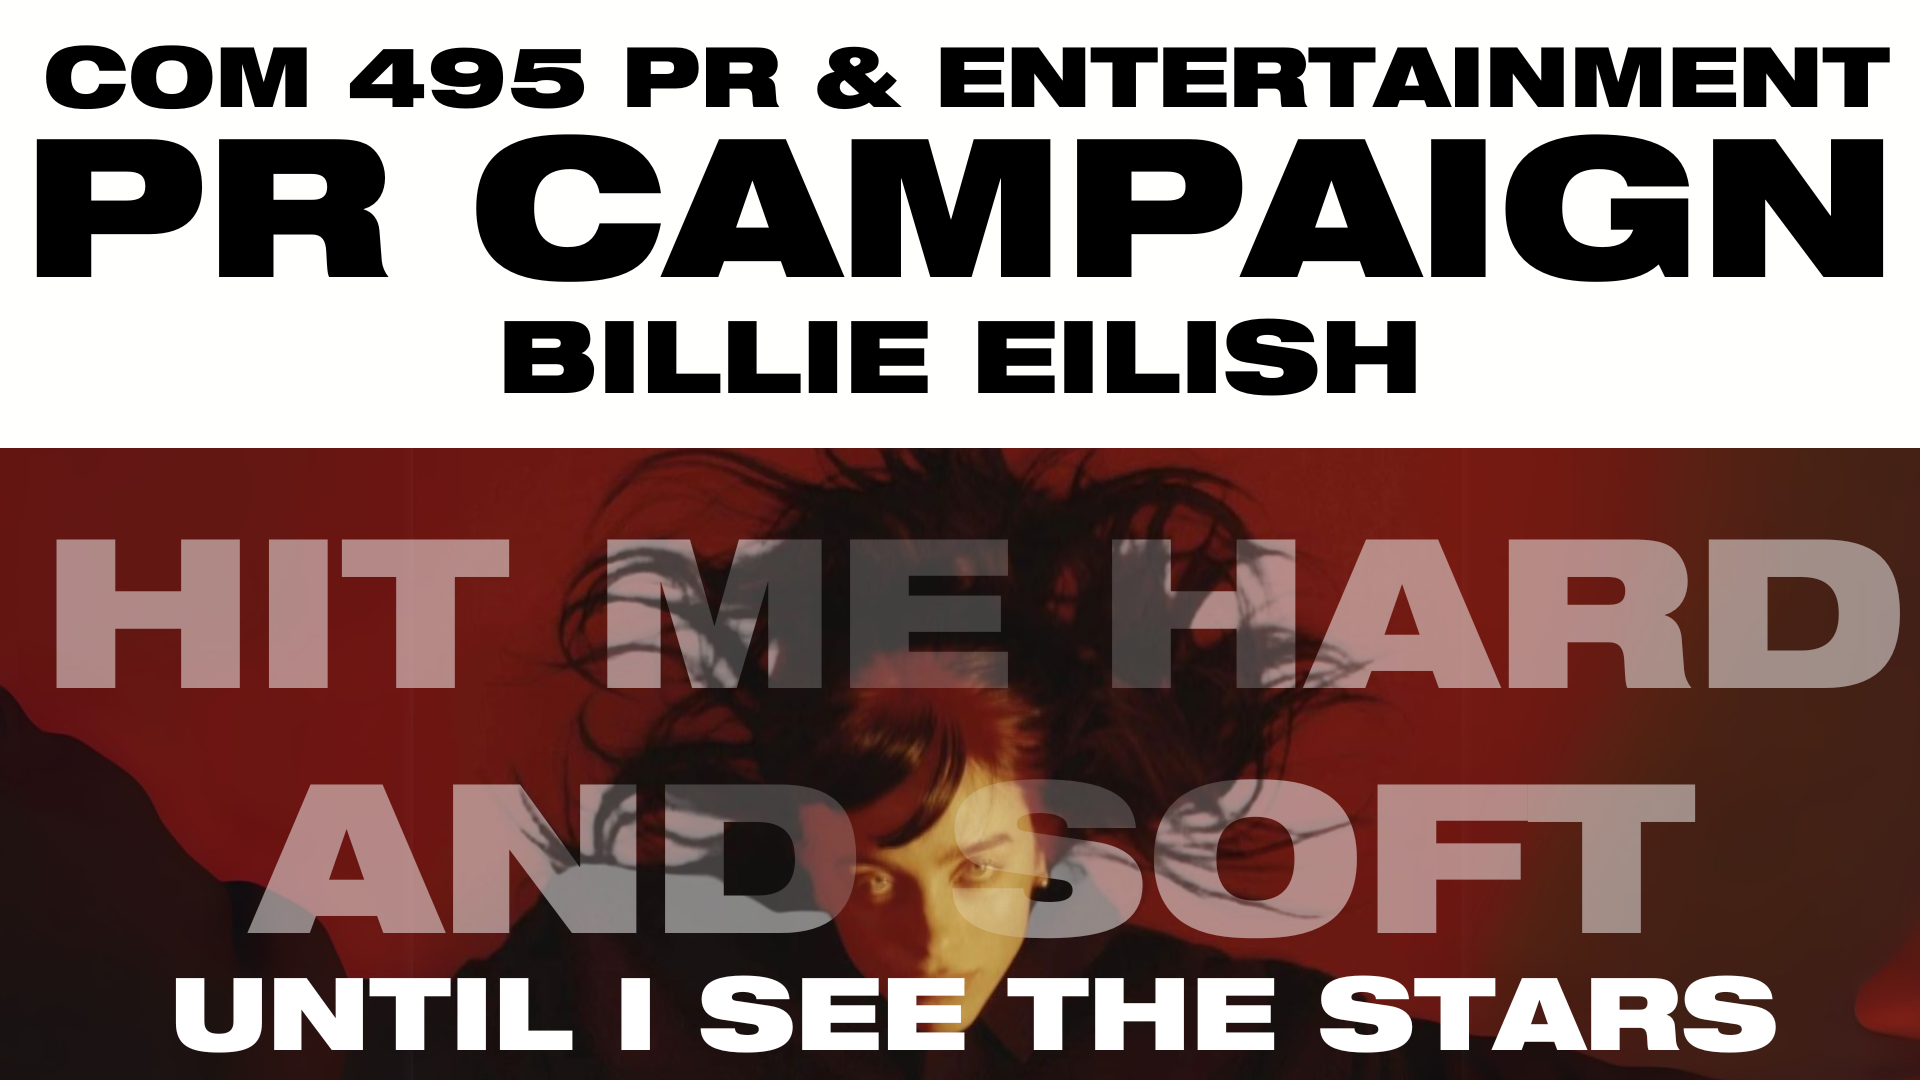 COM 495 PR & ENTERTAINMENT
PR CAMPAIGN
BILLIE EILISH
HIT ME HARD
AND SOFT
UNTIL I SEE THE STARS